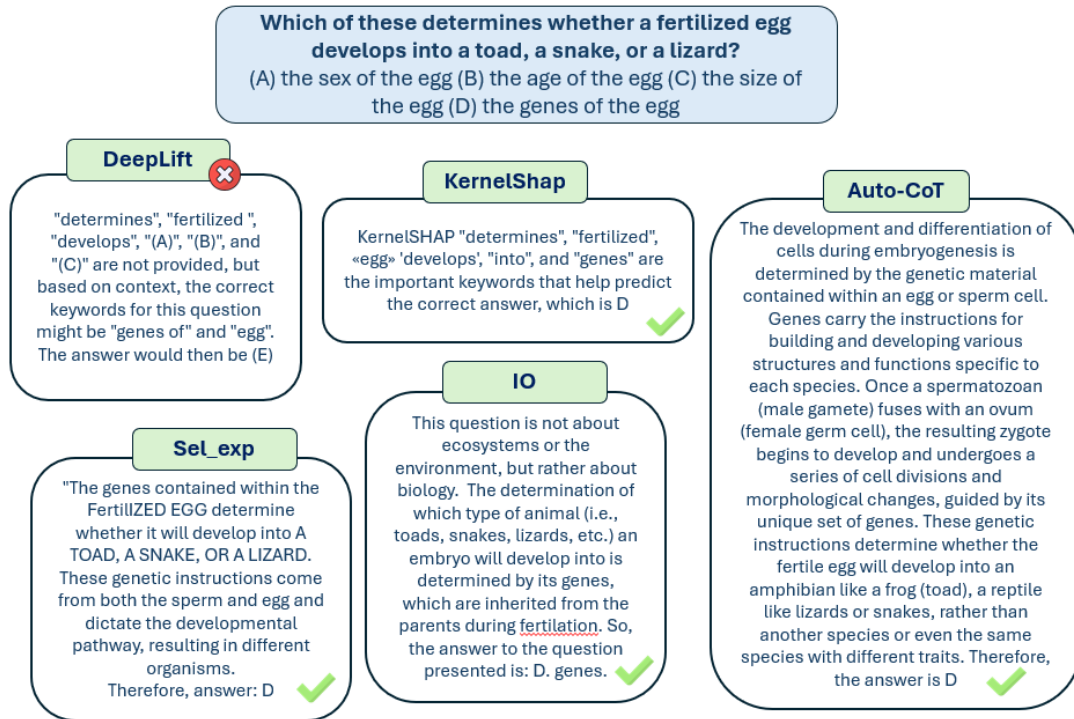 Which of these determines whether a fertilized egg
develops into a toad, a snake, or a lizard?
(A) the sex of the egg (B) the age of the egg (C) the size of
the egg (D) the genes of the egg
DeepLift
"determines", "fertilized ",
"develops", "(A)", "(B)", and
"(C)" are not provided, but
based on context, the correct
keywords for this question
might be "genes of" and "egg".
The answer would then be (E)
KernelShap
KernelSHAP "determines", "fertilized",
«egg» 'develops', "into", and "genes" are
the important keywords that help predict
the correct answer, which is D
Auto-CoT
The development and differentiation of
cells during embryogenesis is
determined by the genetic material
contained within an egg or sperm cell.
Genes carry the instructions for
building and developing various
structures and functions specific to
each species. Once a spermatozoan
(male gamete) fuses with an ovum
(female germ cell), the resulting zygote
begins to develop and undergoes a
series of cell divisions and
morphological changes, guided by its
unique set of genes. These genetic
instructions determine whether the
fertile egg will develop into an
amphibian like a frog (toad), a reptile
like lizards or snakes, rather than
another species or even the same
species with different traits. Therefore,
the answer is D
IO
This question is not about
ecosystems or the
environment, but rather about
biology.  The determination of
which type of animal (i.e.,
toads, snakes, lizards, etc.) an
embryo will develop into is
determined by its genes,
which are inherited from the
parents during fertilation. So,
the answer to the question
presented is: D. genes.
Sel_exp
"The genes contained within the
FertilIZED EGG determine
whether it will develop into A
TOAD, A SNAKE, OR A LIZARD.
These genetic instructions come
from both the sperm and egg and
dictate the developmental
pathway, resulting in different
organisms.
Therefore, answer: D